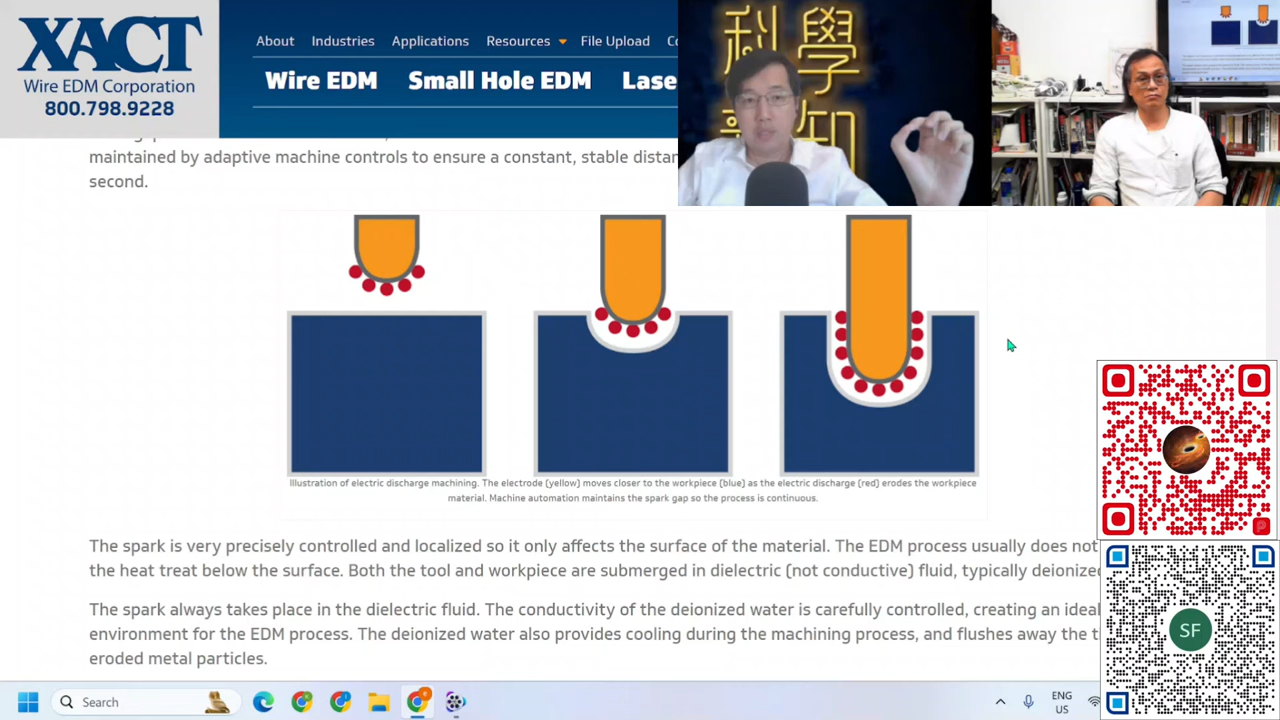 XACT
Wire EDM Corporation
800.798.9228
About Industries Applications Resources File Upload
Wire EDM Small Hole EDM
科學
知
maintained by adaptive machine controls to ensure a constant, stable
second.
Illustration of electric discharge machining. The electrode (yellow) moves closer to the workpiece (blue) as the electric discharge (red) erodes the workpiece
material. Machine automation maintains the spark gap so the process is continuous.
The spark is very precisely controlled and localized so it only affects the surface of the material. The EDM process usually does not
the heat treat below the surface. Both the tool and workpiece are submerged in dielectric (not conductive) fluid, typically
The spark always takes place in the dielectric fluid. The conductivity of the deionized water is carefully controlled, creating an ideal
environment for the EDM process. The deionized water also provides cooling during the machining process, and flushes away the
eroded metal particles.
SF
Search
ENG
US